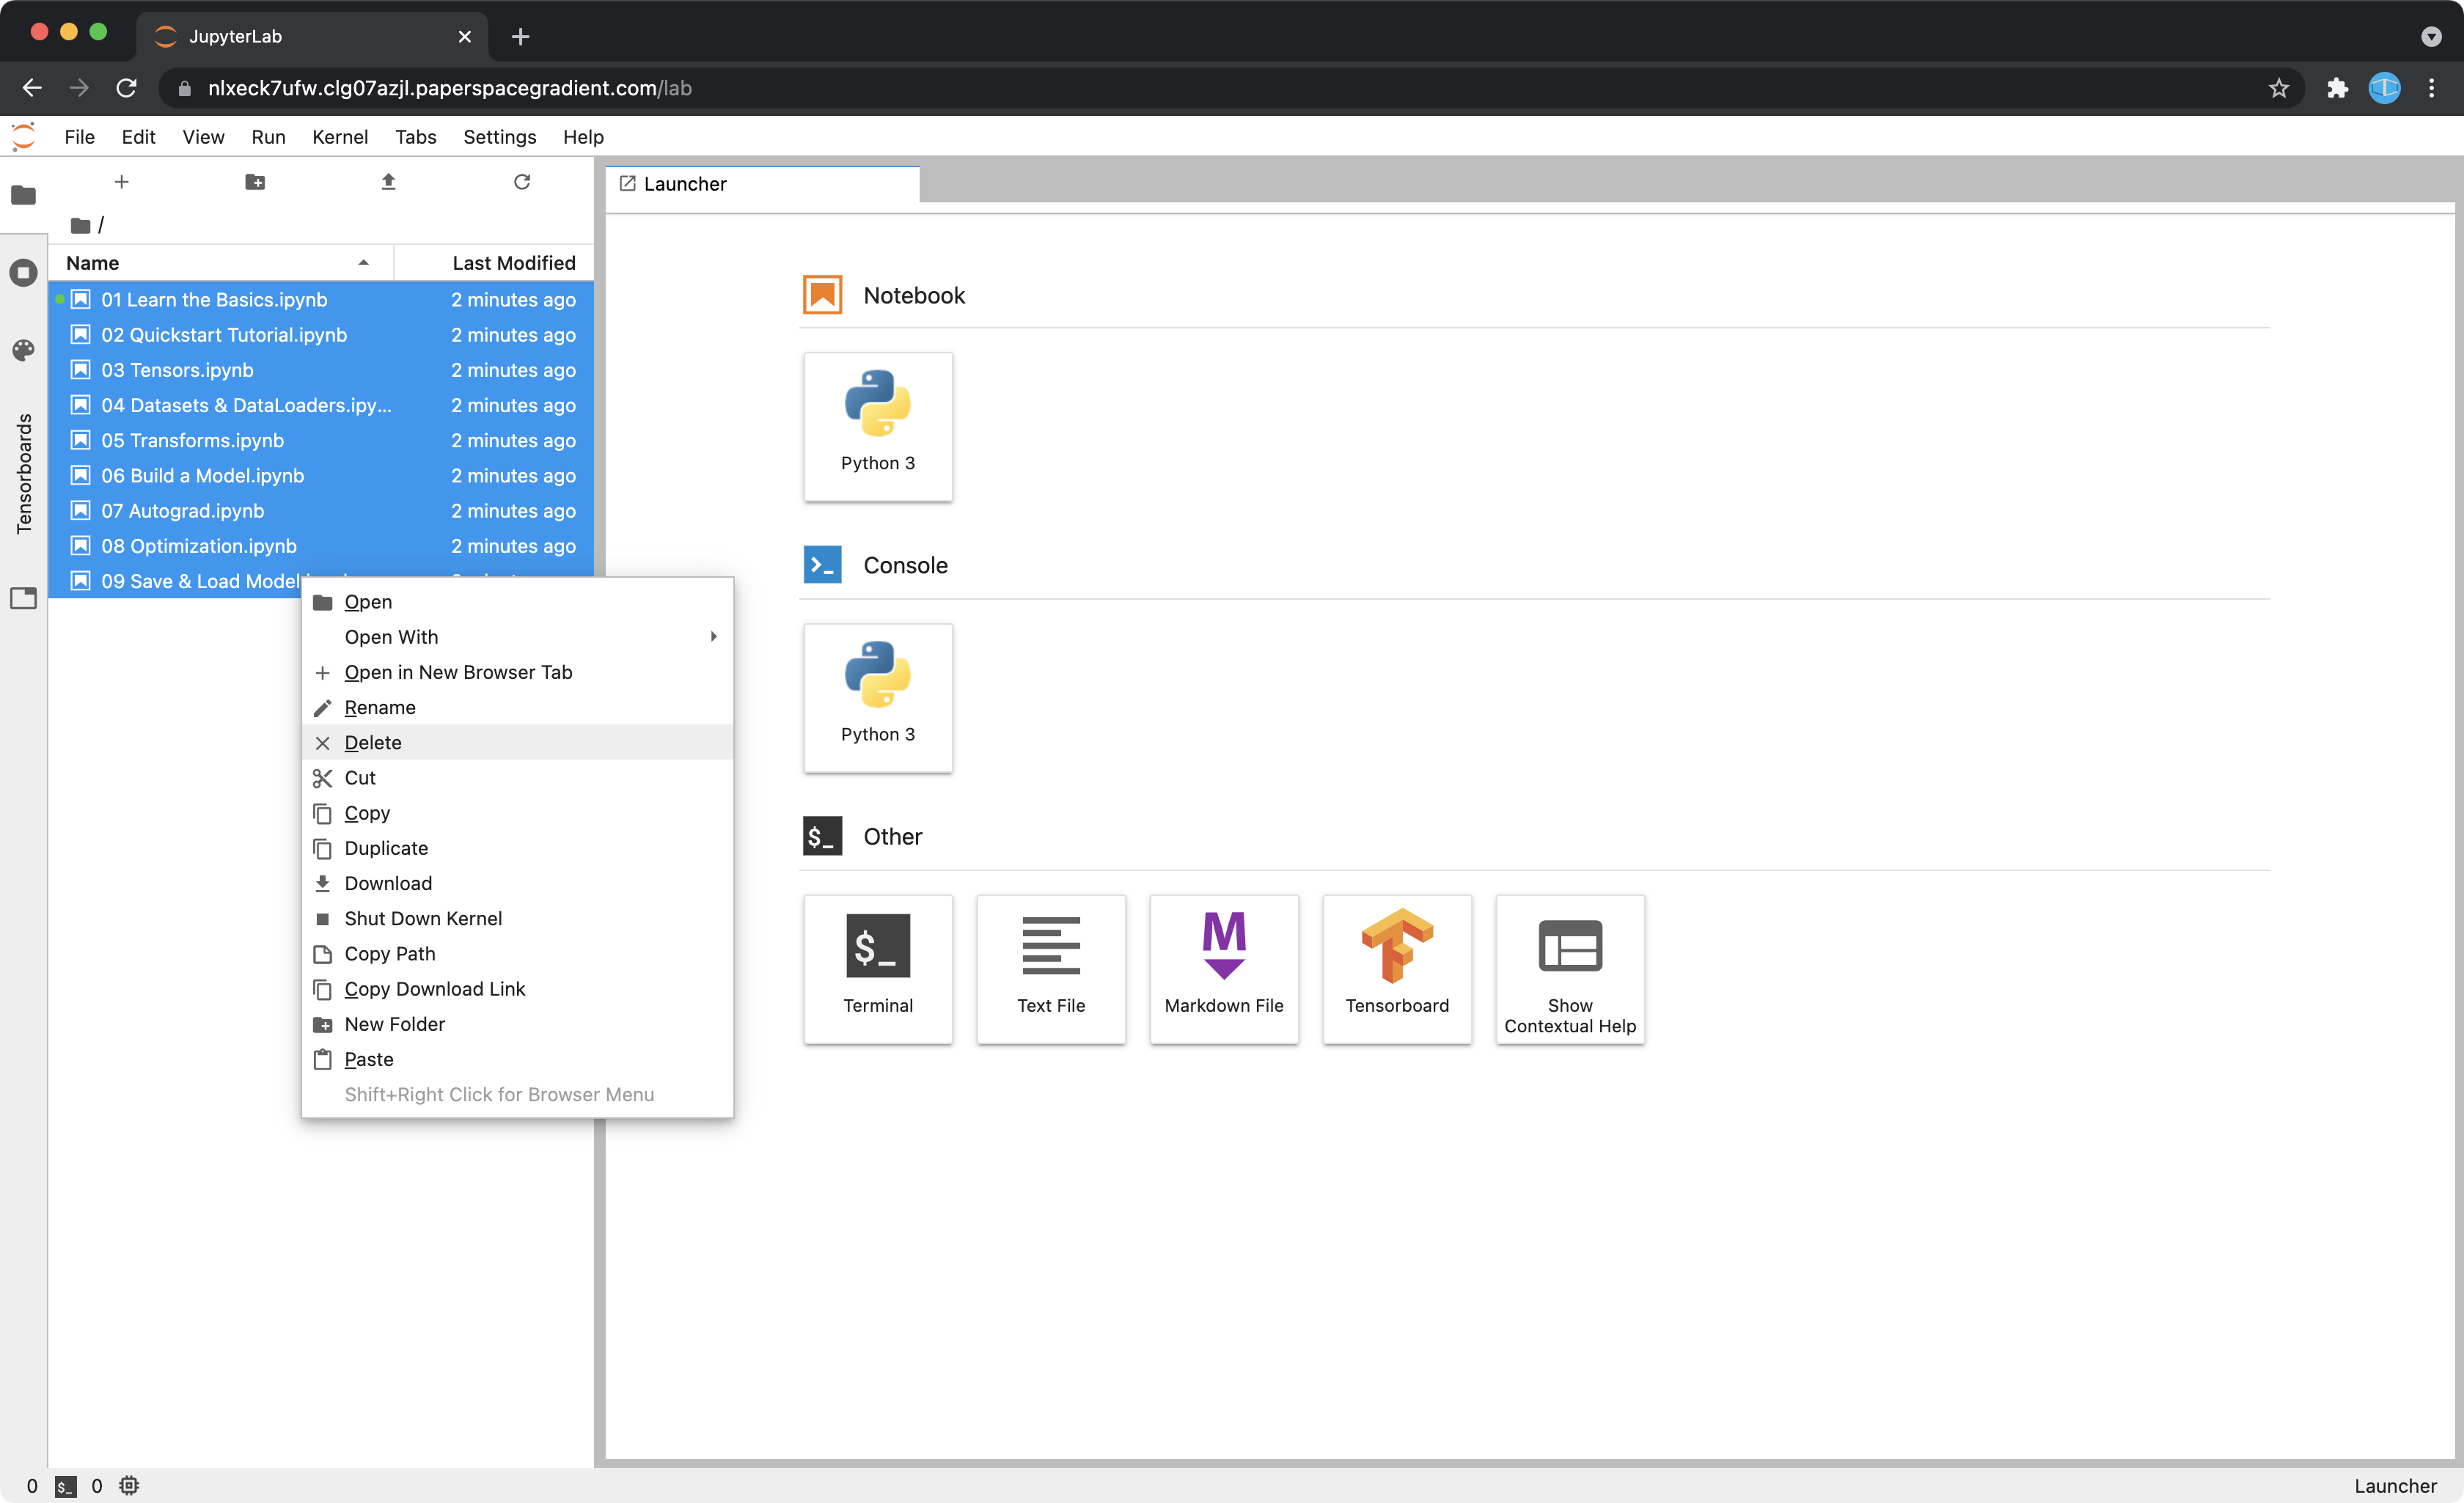 JupyterLab
nlxeck7ufw.clg07azjl.paperspacegradient.com/lab
File Edit View Run Kernel Tabs Settings Help
/
Name Last Modified
01 Learn the Basics.ipynb 2 minutes ago
02 Quickstart Tutorial.ipynb 2 minutes ago
03 Tensors.ipynb 2 minutes ago
04 Datasets & DataLoaders.ipy... 2 minutes ago
05 Transforms.ipynb 2 minutes ago
06 Build a Model.ipynb 2 minutes ago
07 Autograd.ipynb 2 minutes ago
08 Optimization.ipynb 2 minutes ago
09 Save & Load Model
Tensorboards
Open
Open With
Open in New Browser Tab
Rename
Delete
Cut
Copy
Duplicate
Download
Shut Down Kernel
Copy Path
Copy Download Link
New Folder
Paste
Shift+Right Click for Browser Menu
Launcher
Notebook
Python 3
Console
Python 3
$_ Other
$_
Terminal
Text File
M
Markdown File
Tensorboard
Show
Contextual Help
0 $_ 0
Launcher